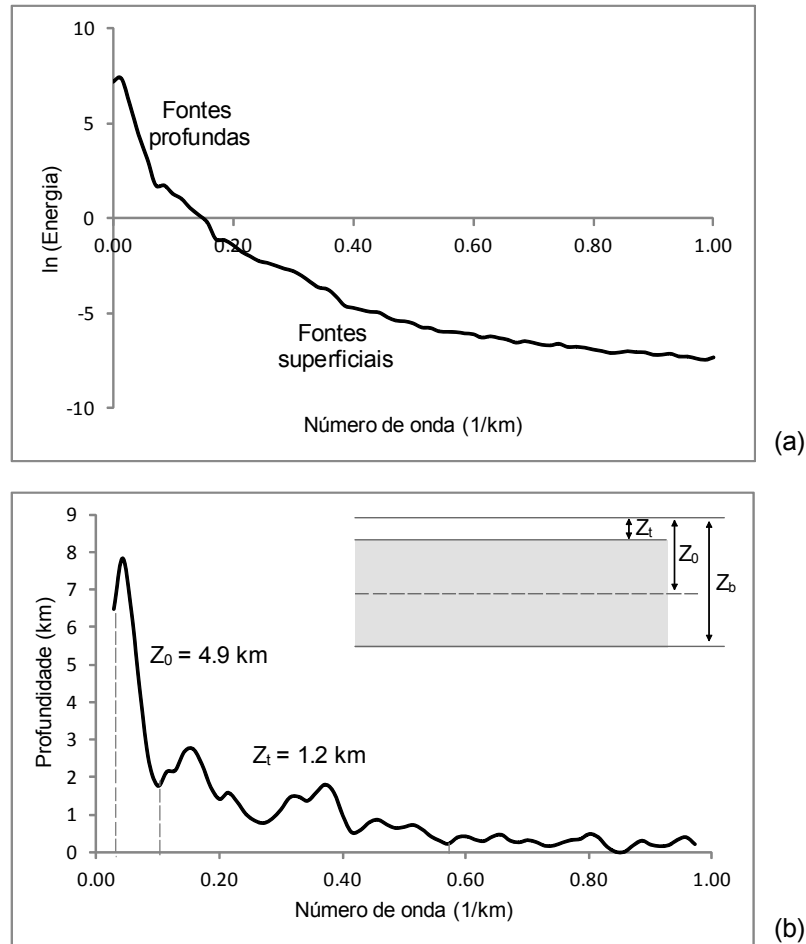 10
5
0
-5
-10
0.00
0.20
0.40
0.60
0.80
1.00
ln (Energia)
Fontes
profundas
Fontes
superficiais
Número de onda (1/km)
(a)
9
8
7
6
5
4
3
2
1
0
Profundidade (km)
Z0 = 4.9 km
Zt = 1.2 km
Zt
Z0
Zb
0.00
0.20
0.40
0.60
0.80
1.00
Número de onda (1/km)
(b)